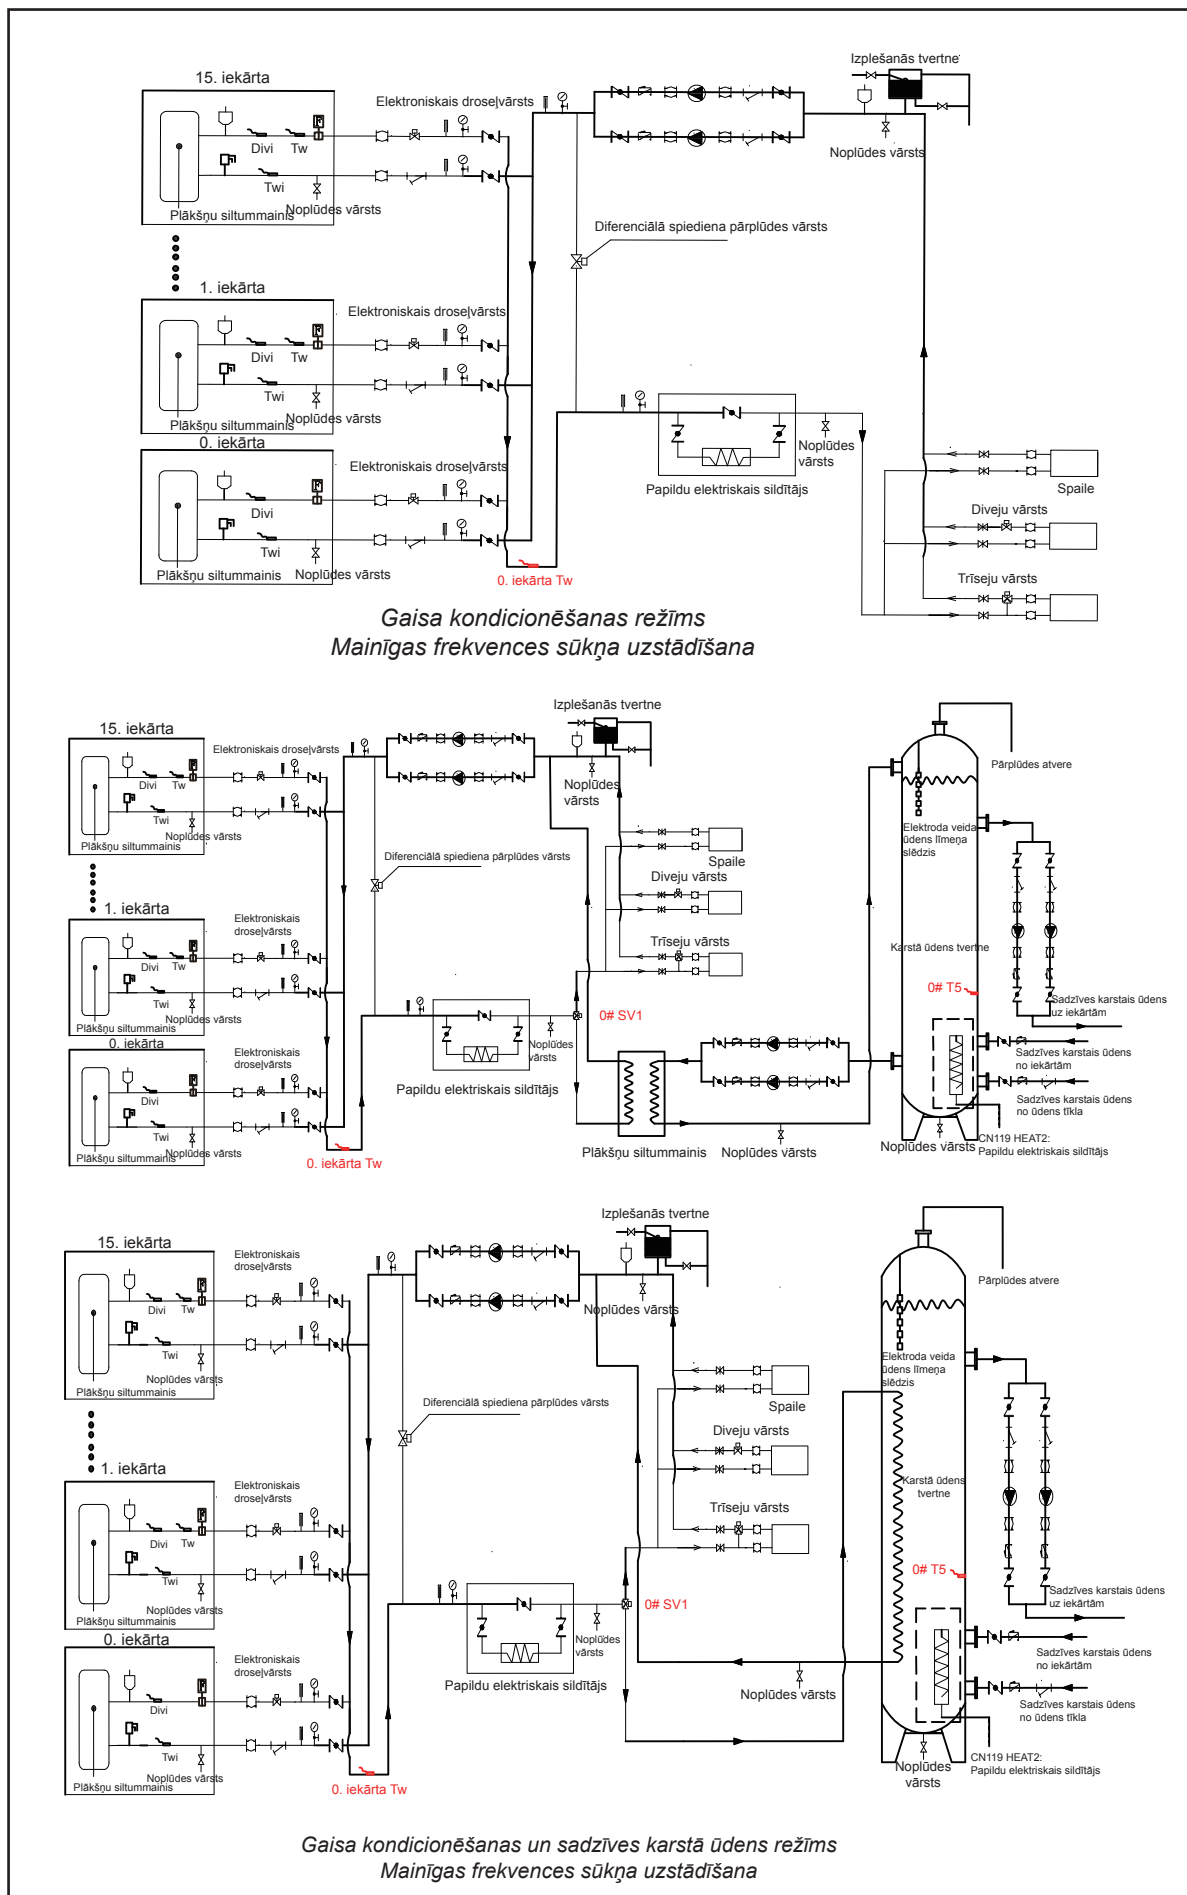 Izplešanās tvertne
15. iekārta
Elektroniskais droseļvārsts
Divi
Tw
Noplūdes vārsts
Twi
Noplūdes vārsts
Plākšņu siltummainis
Diferenciālā spiediena pārplūdes vārsts
1. iekārta
Elektroniskais droseļvārsts
Divi
Tw
Twi
Noplūdes vārsts
Plākšņu siltummainis
0. iekārta
Noplūdes
vārsts
Elektroniskais droseļvārsts
Papildu elektriskais sildītājs
Spaile
Divi
Diveju vārsts
Twi
Noplūdes vārsts
Plākšņu siltummainis
0. iekārta Tw
Trīseju vārsts
Gaisa kondicionēšanas režīms
Mainīgas frekvences sūkņa uzstādīšana
Izplešanās tvertne
15. iekārta
Elektroniskais droseļvārsts
Pārplūdes atvere
Divi
Tw
Noplūdes
vārsts
Twi
Noplūdes vārsts
Plākšņu siltummainis
Elektroda veida
ūdens līmeņa
slēdzis
Diferenciālā spiediena pārplūdes vārsts
Spaile
Diveju vārsts
1. iekārta
Elektroniskais
droseļvārsts
Trīseju vārsts
Karstā ūdens tvertne
Divi
Tw
0# T5
Twi
Noplūdes vārsts
Plākšņu siltummainis
0# SV1
Sadzīves karstais ūdens
uz iekārtām
0. iekārta
Elektroniskais
droseļvārsts
Noplūdes
vārsts
Sadzīves karstais ūdens
no iekārtām
Papildu elektriskais sildītājs
Divi
Sadzīves karstais ūdens
no ūdens tīkla
Twi
Noplūdes vārsts
Plākšņu siltummainis
0. iekārta Tw
Plākšņu siltummainis
Noplūdes vārsts
Noplūdes vārsts
CN119 HEAT2:
Papildu elektriskais sildītājs
Izplešanās tvertne
15. iekārta
Elektroniskais
droseļvārsts
Pārplūdes atvere
Divi
Tw
Noplūdes vārsts
Twi
Noplūdes vārsts
Plākšņu siltummainis
Elektroda veida
ūdens līmeņa
slēdzis
Diferenciālā spiediena pārplūdes vārsts
Spaile
Diveju vārsts
1. iekārta
Elektroniskais
droseļvārsts
Karstā ūdens
tvertne
Trīseju vārsts
Divi
Tw
0# T5
Twi
Noplūdes vārsts
Plākšņu siltummainis
0# SV1
Sadzīves karstais ūdens
uz iekārtām
0. iekārta
Noplūdes
vārsts
Elektroniskais
droseļvārsts
Sadzīves karstais ūdens
no iekārtām
Papildu elektriskais sildītājs
Noplūdes vārsts
Divi
Sadzīves karstais ūdens
no ūdens tīkla
Twi
Noplūdes vārsts
Plākšņu siltummainis
0. iekārta Tw
Noplūdes
vārsts
CN119 HEAT2:
Papildu elektriskais sildītājs
Gaisa kondicionēšanas un sadzīves karstā ūdens režīms
Mainīgas frekvences sūkņa uzstādīšana